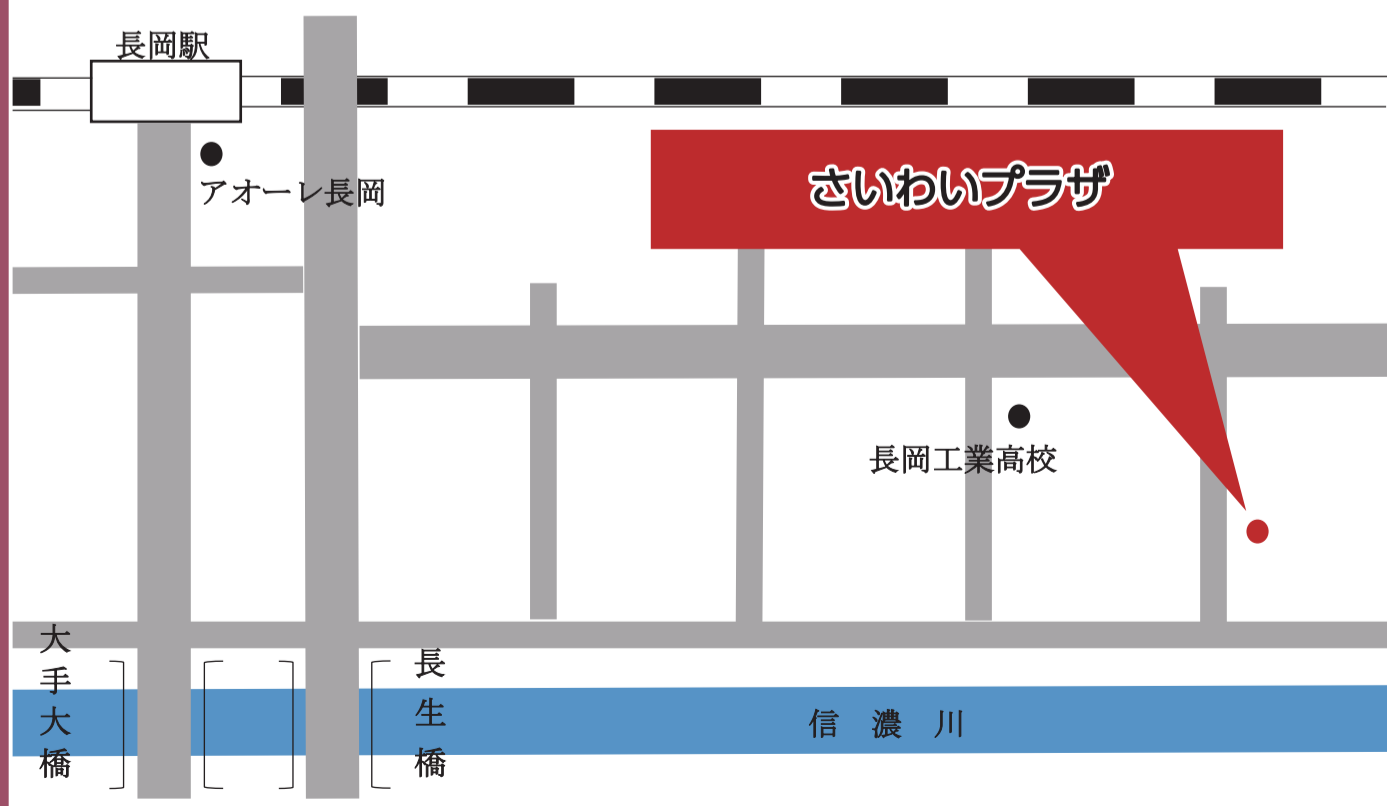 長岡駅
アオーレ長岡
さいわいプラザ
長岡工業高校
大手大橋
長生橋
信濃川